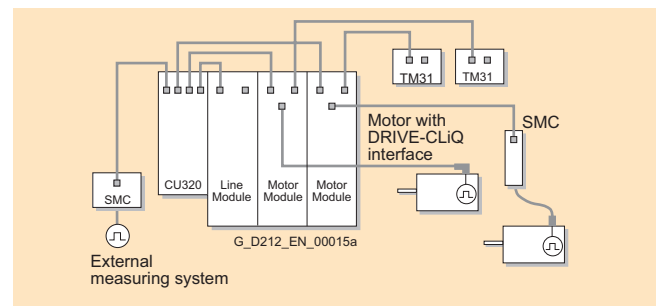 TM31
TM31
Motor with
DRIVE-CLiQ
interface
SMC
CU320
Line
Module
Motor
Module
Motor
Module
SMC
G_D212_EN_00015a
External
measuring system